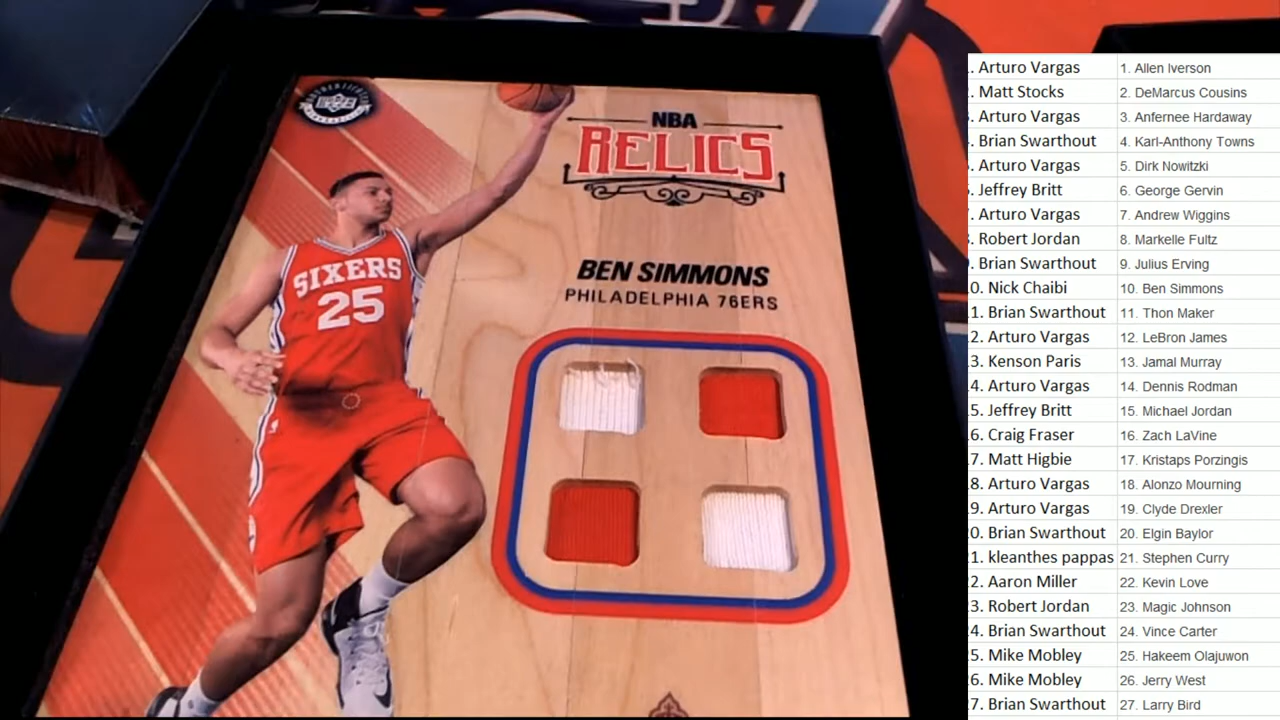 AUTHENTICATED
NBA
RELICS
BEN SIMMONS
PHILADELPHIA 76ERS
SIXERS
25
. Arturo Vargas 1. Allen Iverson
. Matt Stocks 2. DeMarcus Cousins
. Arturo Vargas 3. Anfernee Hardaway
. Brian Swarthout 4. Karl-Anthony Towns
. Arturo Vargas 5. Dirk Nowitzki
. Jeffrey Britt 6. George Gervin
. Arturo Vargas 7. Andrew Wiggins
. Robert Jordan 8. Markelle Fultz
. Brian Swarthout 9. Julius Erving
0. Nick Chaibi 10. Ben Simmons
1. Brian Swarthout 11. Thon Maker
2. Arturo Vargas 12. LeBron James
3. Kenson Paris 13. Jamal Murray
4. Arturo Vargas 14. Dennis Rodman
5. Jeffrey Britt 15. Michael Jordan
6. Craig Fraser 16. Zach LaVine
7. Matt Higbie 17. Kristaps Porzingis
8. Arturo Vargas 18. Alonzo Mourning
9. Arturo Vargas 19. Clyde Drexler
0. Brian Swarthout 20. Elgin Baylor
1. kleanthes pappas 21. Stephen Curry
2. Aaron Miller 22. Kevin Love
3. Robert Jordan 23. Magic Johnson
4. Brian Swarthout 24. Vince Carter
5. Mike Mobley 25. Hakeem Olajuwon
6. Mike Mobley 26. Jerry West
7. Brian Swarthout 27. Larry Bird